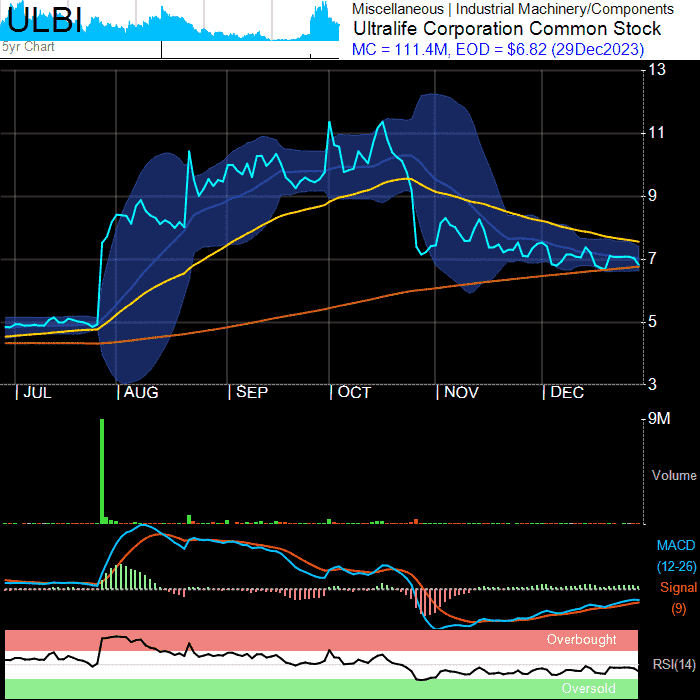 ULBI
5yr Chart
Miscellaneous | Industrial Machinery/Components
Ultralife Corporation Common Stock
MC = 111.4M, EOD = $6.82 (29Dec2023)
13
11
9
7
5
3
JUL AUG SEP OCT NOV DEC
9M
Volume
MACD
(12-26)
Signal
(9)
Overbought
RSI(14)
Oversold